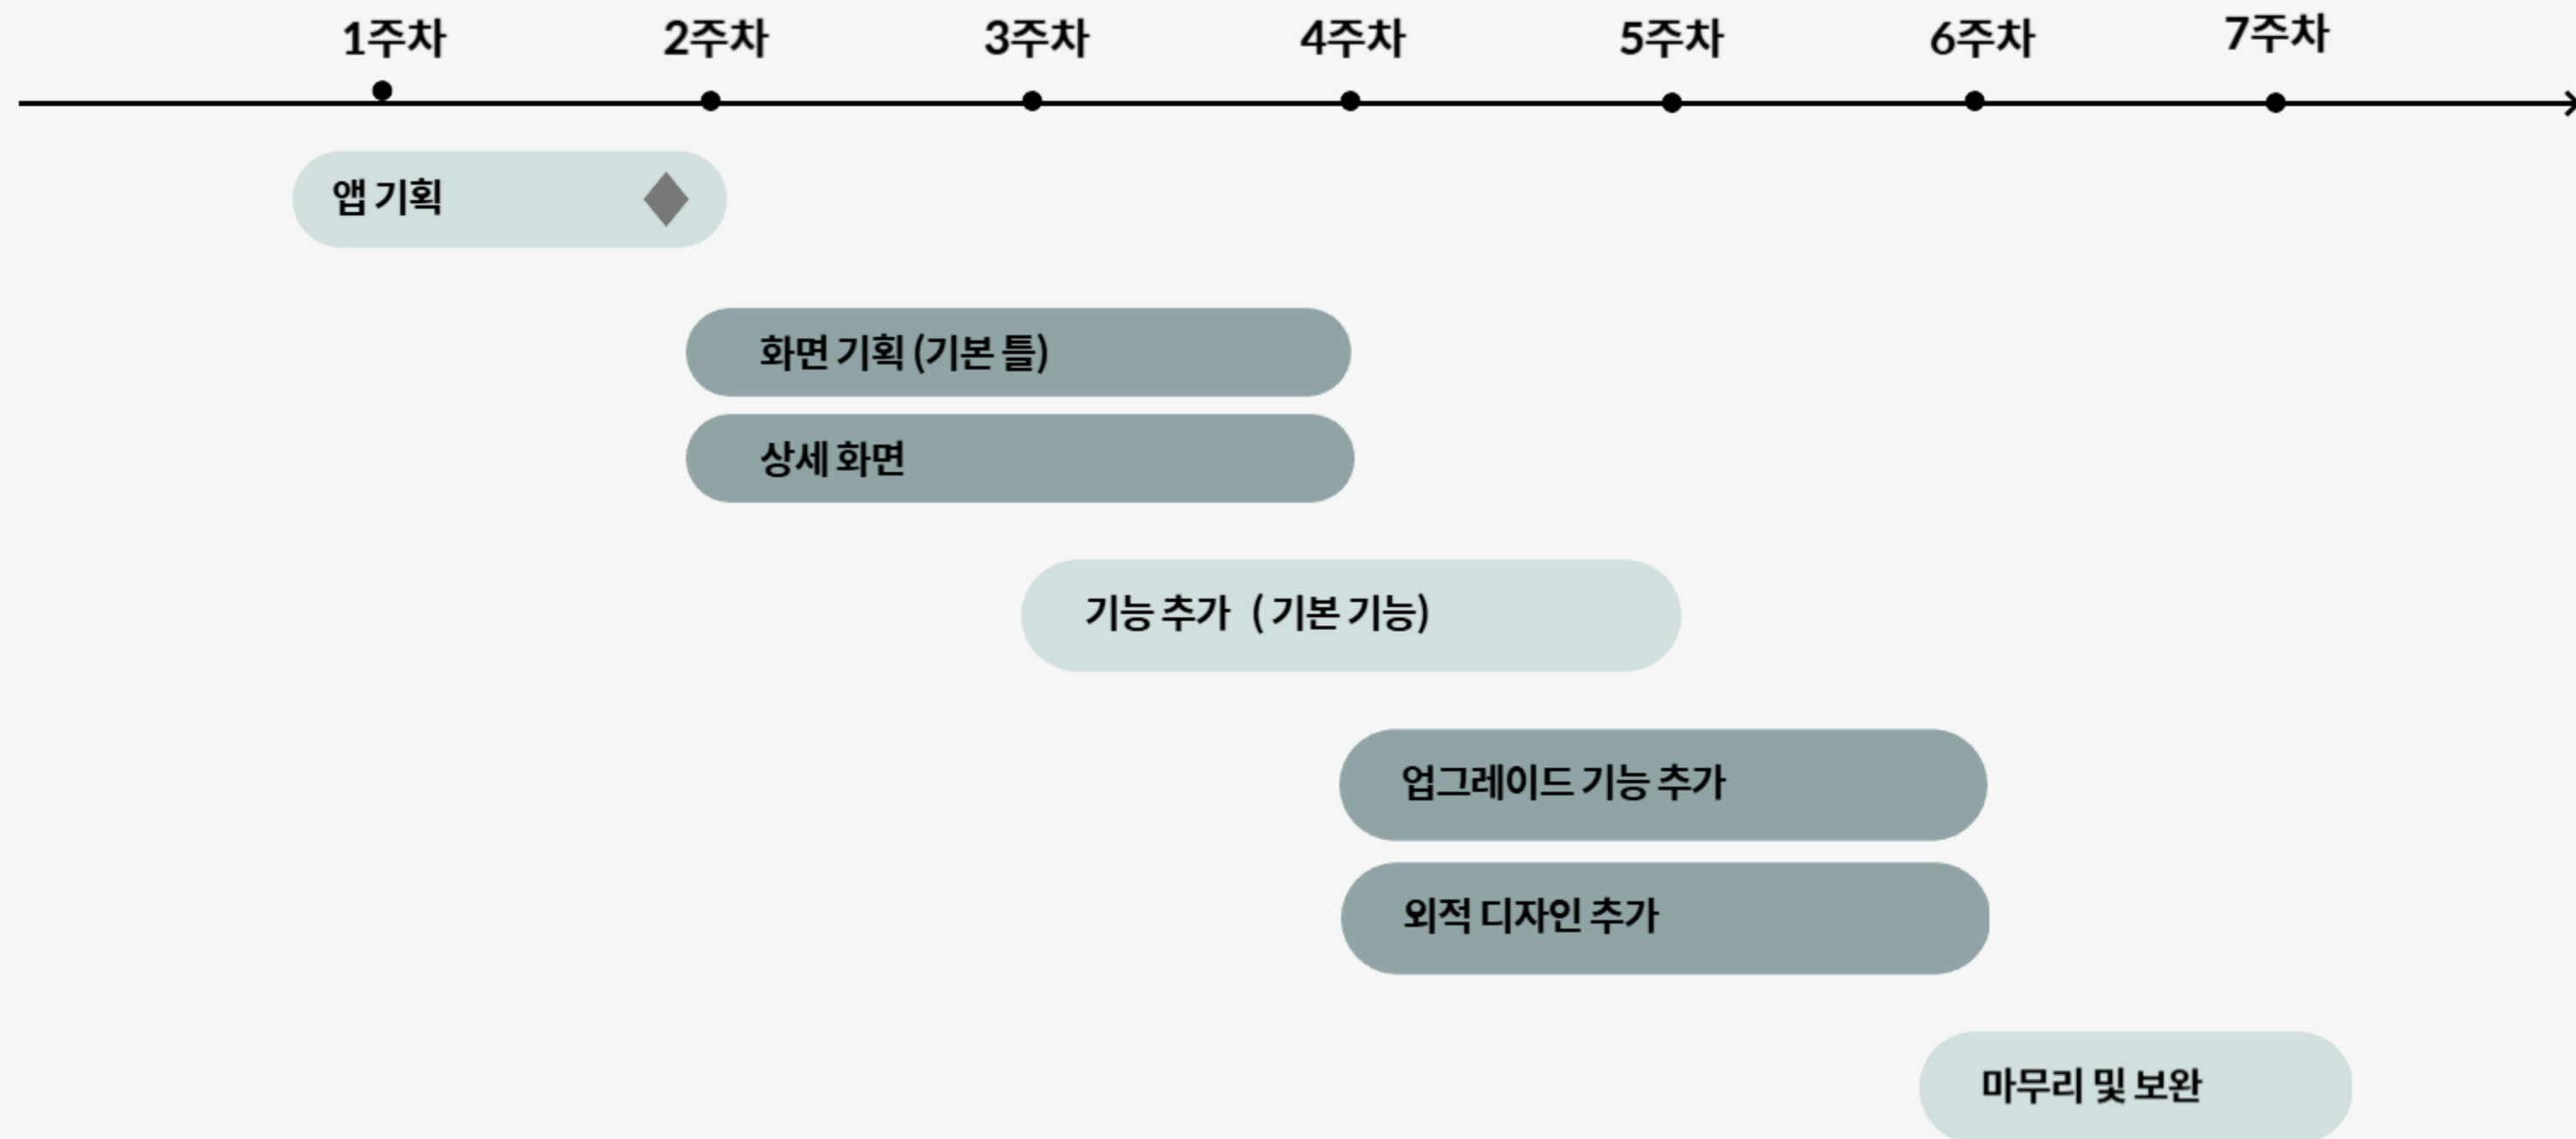 1주차 2주차 3주차 4주차 5주차 6주차 7주차
앱 기획
화면 기획 (기본 틀)
상세 화면
기능 추가 ( 기본 기능)
업그레이드 기능 추가
외적 디자인 추가
마무리 및 보완